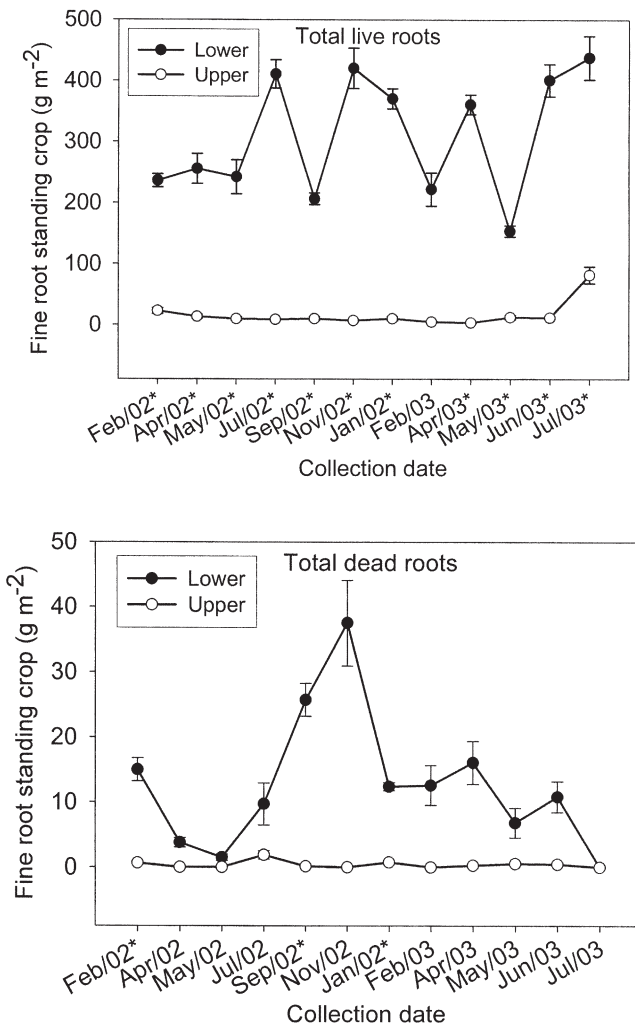 Total live roots
Lower
Upper
Fine root standing crop (g m-2)
500
400
300
200
100
0
Feb/02*
Apr/02*
May/02*
Jul/02*
Sep/02*
Nov/02*
Jan/02*
Feb/03
Apr/03*
May/03*
Jun/03*
Jul/03*
Collection date
Total dead roots
Lower
Upper
Fine root standing crop (g m-2)
50
40
30
20
10
0
Feb/02*
Apr/02
May/02
Jul/02
Sep/02*
Nov/02
Jan/02*
Feb/03
Apr/03
May/03
Jun/03
Jul/03
Collection date